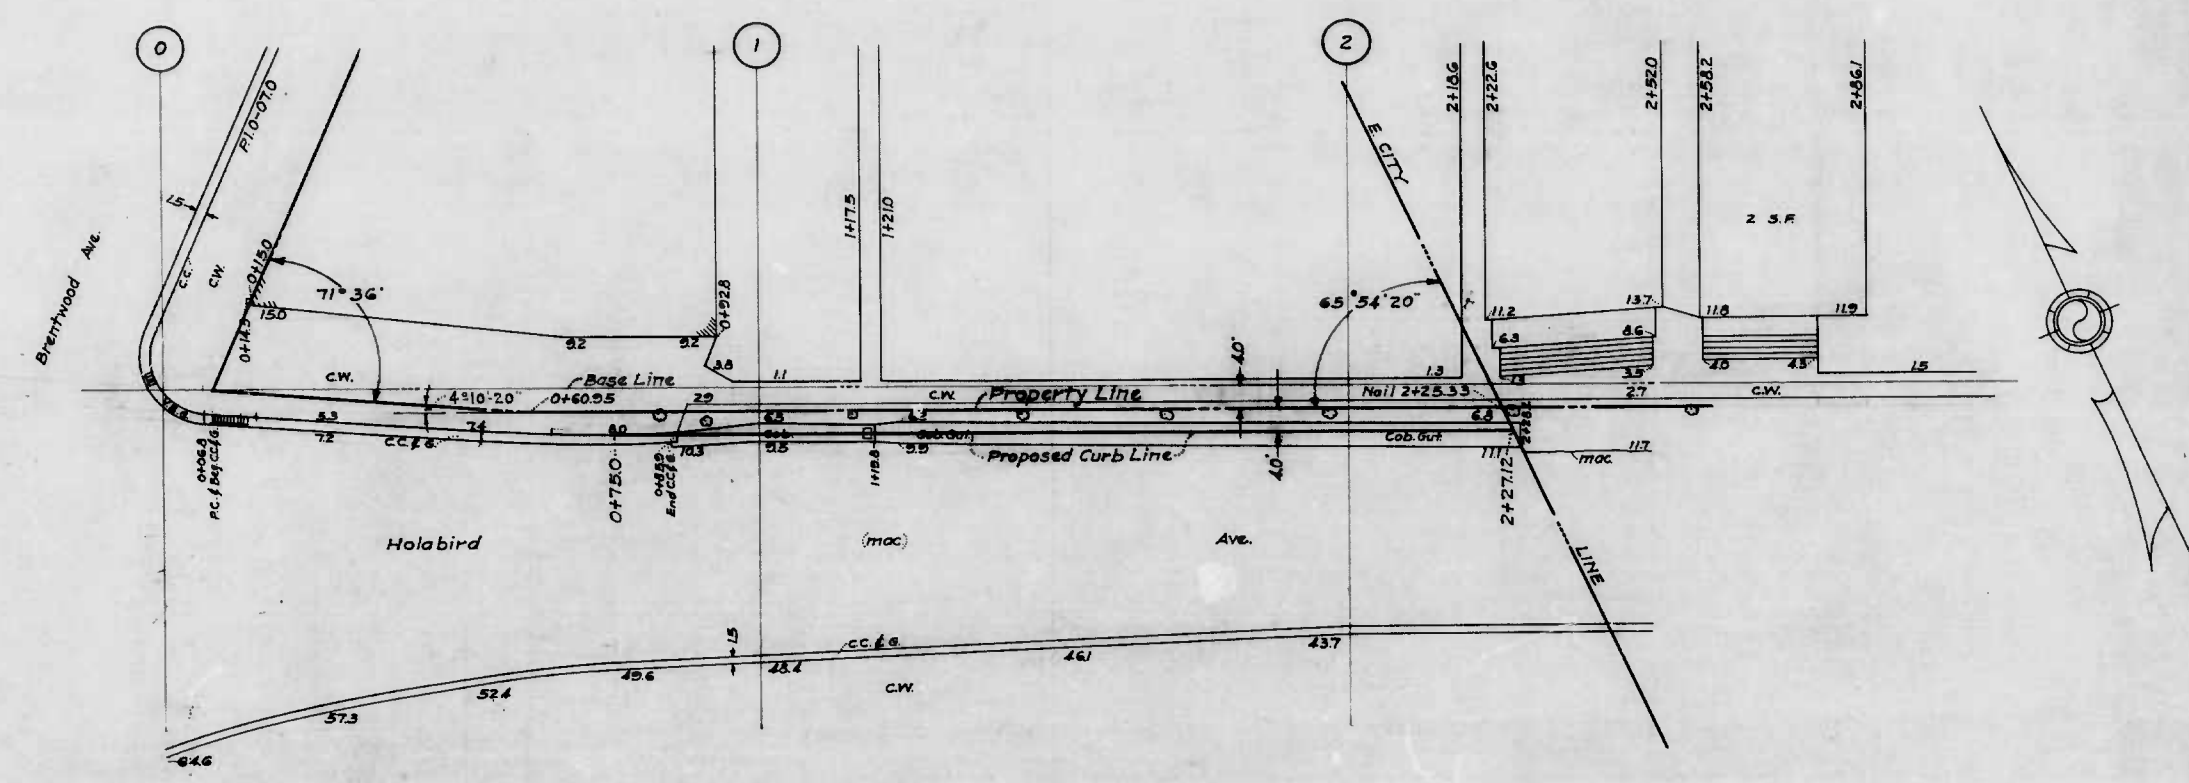 0
1
2
P.I. 0-07.0
1.5
C.C.
C.W.
Brentwood Ave.
0+15.0
0+14.3
71° 36'
15.0
9.2
9.2
0+92.8
3.8
1+17.5
1+21.0
E. CITY
LINE
65° 54' 20"
2+18.6
2+22.6
2+52.0
2+58.2
2+86.1
2 S.F.
11.2
13.7
11.8
11.9
6.3
8.6
4.0
4.3
3.5
1.5
C.W.
Base Line
1.1
4.0'
1.3
4°-10'-20"
0+60.95
2.9
C.W.
Property Line
Nail 2+25.33
2.7
C.W.
5.3
7.4
6.8
2+28.2
7.2
C.C. & G.
8.0
10.3
9.5
Cob. Gut.
9.9
Proposed Curb Line
4.0'
Cob. Gut.
11.1
mac.
11.7
0+06.8
P.C. & Beg. C.C. & G.
0+75.0
0+85.9
End C.C. & G.
1+19.8
2+27.12
Holabird
(mac)
Ave.
1.5
C.C. & G.
64.6
57.3
52.4
49.6
48.4
46.1
43.7
C.W.